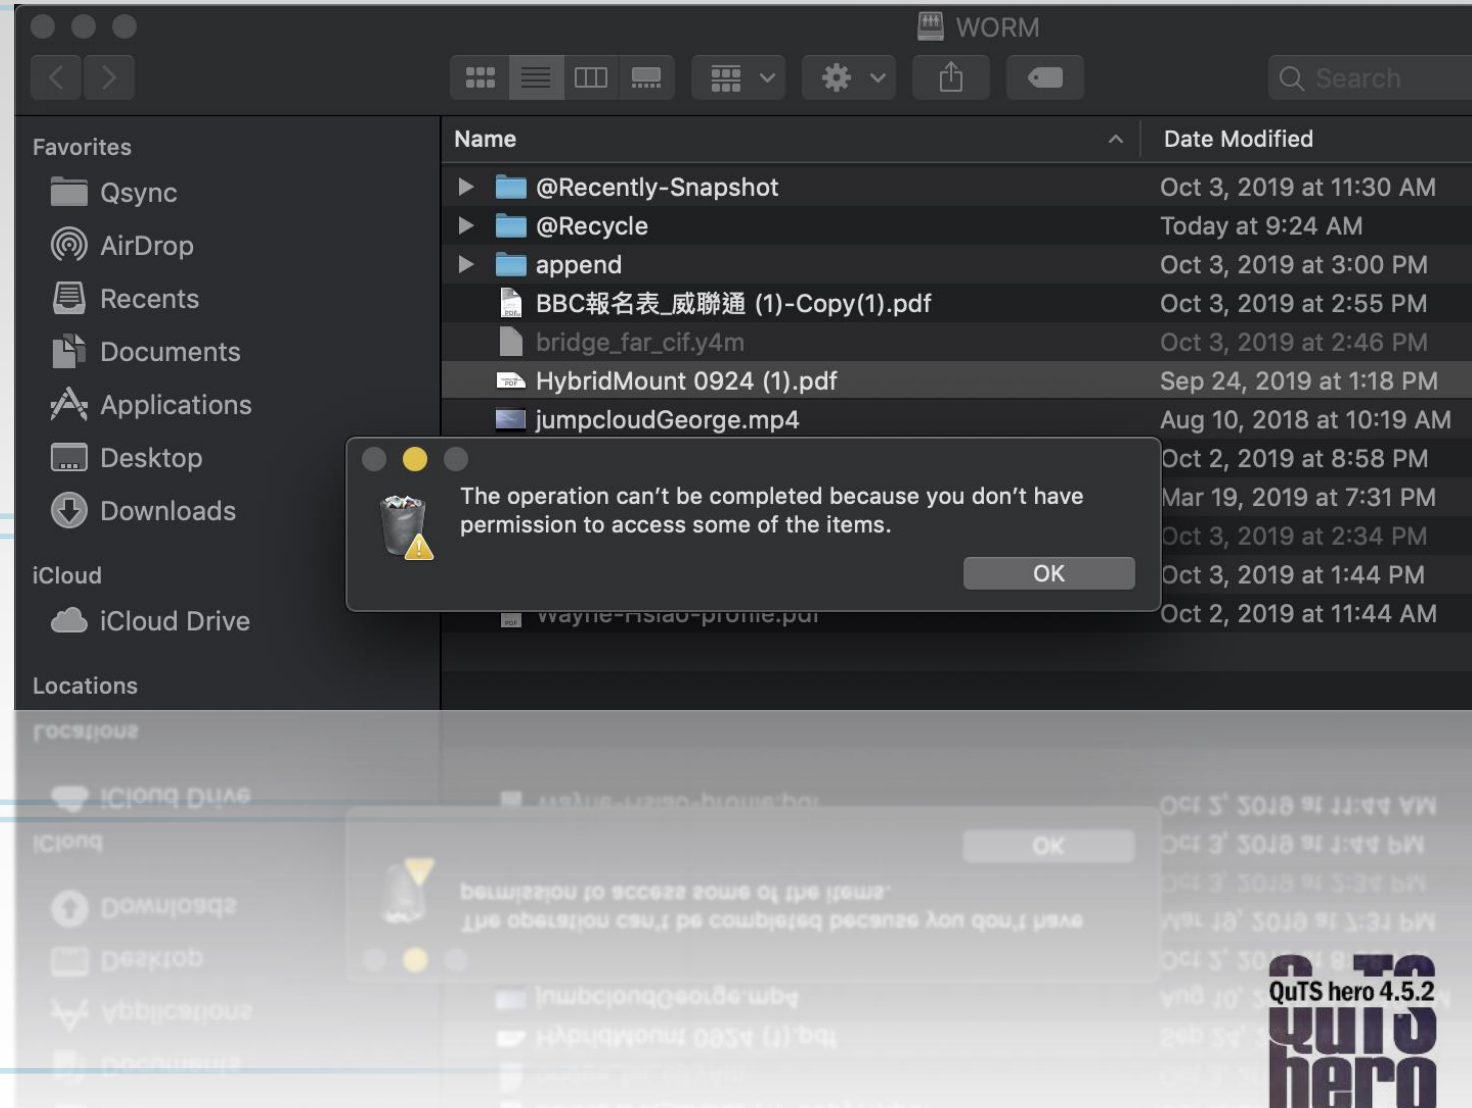 WORM
Search
Favorites
Qsync
AirDrop
Recents
Documents
Applications
Desktop
Downloads
iCloud
iCloud Drive
Locations
Name Date Modified
@Recently-Snapshot Oct 3, 2019 at 11:30 AM
@Recycle Today at 9:24 AM
append Oct 3, 2019 at 3:00 PM
BBC報名表_威聯通 (1)-Copy(1).pdf Oct 3, 2019 at 2:55 PM
bridge_far_cif.y4m Oct 3, 2019 at 2:46 PM
HybridMount 0924 (1).pdf Sep 24, 2019 at 1:18 PM
jumpcloudGeorge.mp4 Aug 10, 2018 at 10:19 AM
Oct 2, 2019 at 8:58 PM
Mar 19, 2019 at 7:31 PM
Oct 3, 2019 at 2:34 PM
Oct 3, 2019 at 1:44 PM
Wayne-Hsiao-profile.pdf Oct 2, 2019 at 11:44 AM
The operation can't be completed because you don't have
permission to access some of the items.
OK
QuTS hero 4.5.2
QuTS
hero